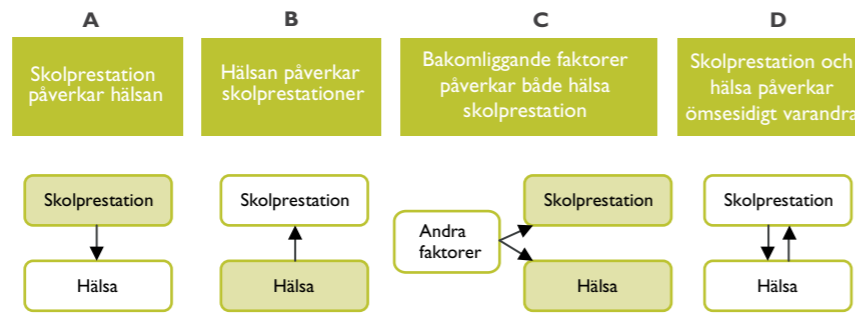 A
B
C
D
Skolprestation
påverkar hälsan
Hälsan påverkar
skolprestationer
Bakomliggande faktorer
påverkar både hälsa
skolprestation
Skolprestation och
hälsa påverkar
ömsesidigt varandra
Skolprestation
Hälsa
Skolprestation
Hälsa
Andra
faktorer
Skolprestation
Hälsa
Skolprestation
Hälsa